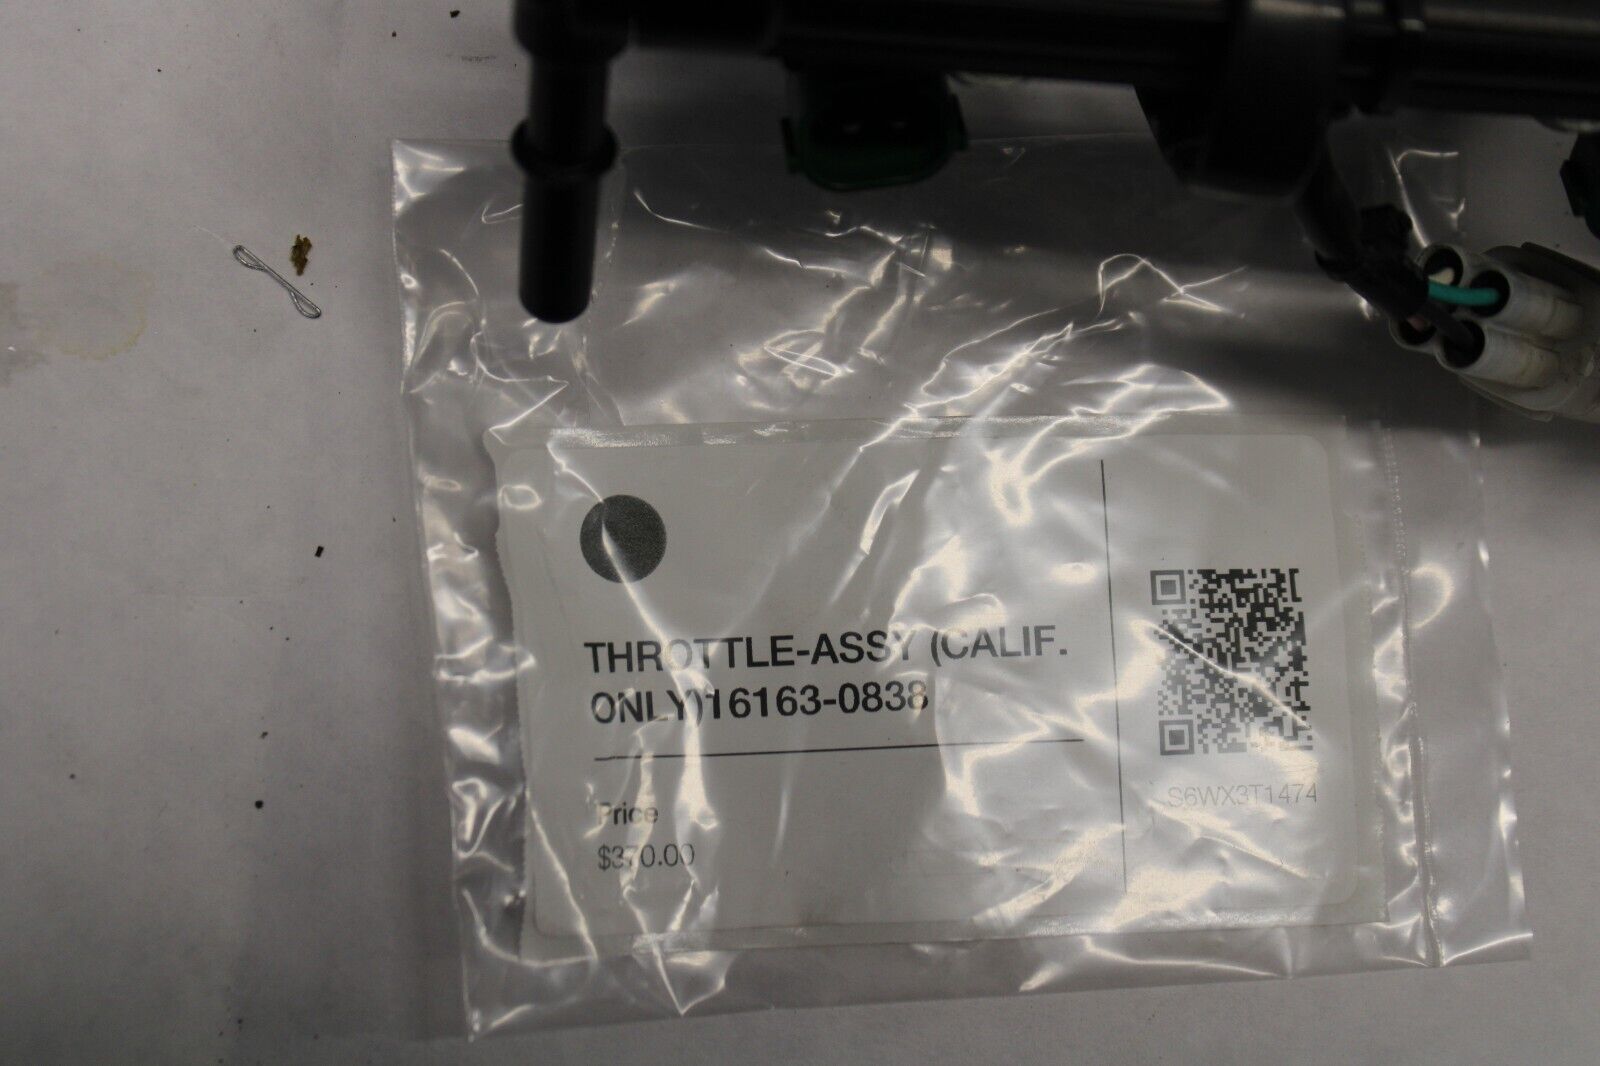 THROTTLE-ASSY (CALIF.
ONLY)16163-0838
Price
$370.00
S6WX3T1474